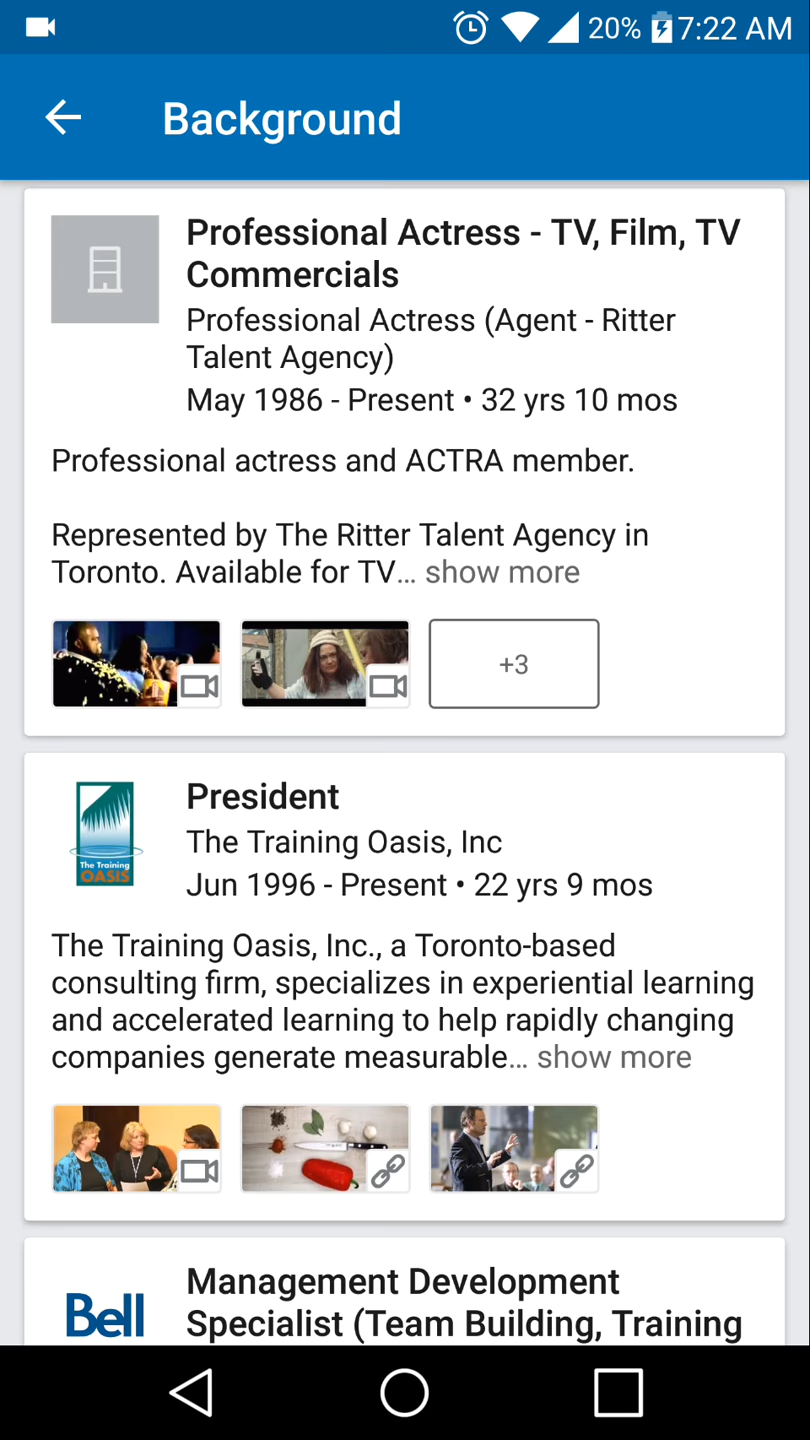 20% 7:22 AM
Background
Professional Actress - TV, Film, TV
Commercials
Professional Actress (Agent - Ritter
Talent Agency)
May 1986 - Present • 32 yrs 10 mos
Professional actress and ACTRA member.
Represented by The Ritter Talent Agency in
Toronto. Available for TV... show more
+3
The Training
OASIS
President
The Training Oasis, Inc
Jun 1996 - Present • 22 yrs 9 mos
The Training Oasis, Inc., a Toronto-based
consulting firm, specializes in experiential learning
and accelerated learning to help rapidly changing
companies generate measurable... show more
Bell
Management Development
Specialist (Team Building, Training